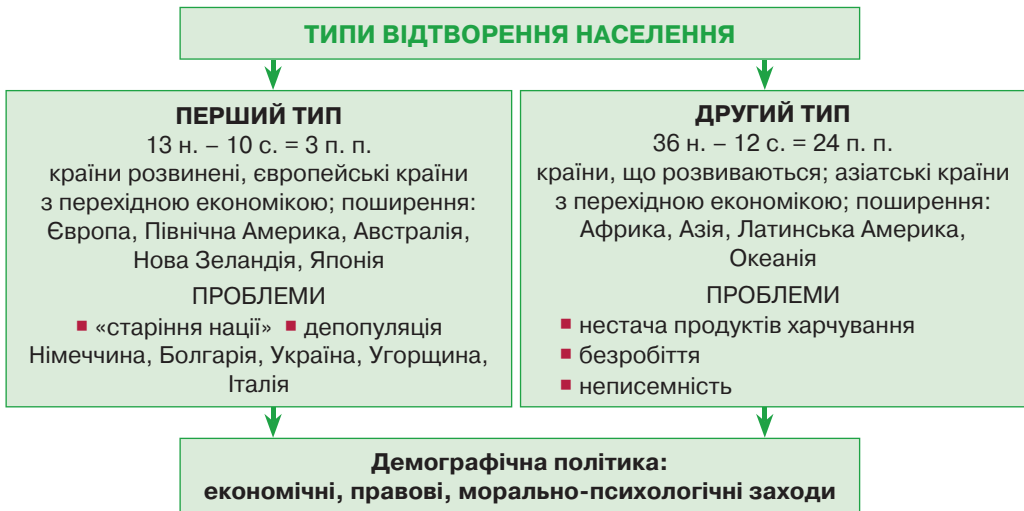 ТИПИ ВІДТВОРЕННЯ НАСЕЛЕННЯ
ПЕРШИЙ ТИП
13 н. – 10 с. = 3 п. п.
країни розвинені, європейські країни
з перехідною економікою; поширення:
Європа, Північна Америка, Австралія,
Нова Зеландія, Японія
ПРОБЛЕМИ
▪ «старіння нації» ▪ депопуляція
Німеччина, Болгарія, Україна, Угорщина,
Італія
ДРУГИЙ ТИП
36 н. – 12 с. = 24 п. п.
країни, що розвиваються; азіатські країни
з перехідною економікою; поширення:
Африка, Азія, Латинська Америка,
Океанія
ПРОБЛЕМИ
▪ нестача продуктів харчування
▪ безробіття
▪ неписемність
Демографічна політика:
економічні, правові, морально-психологічні заходи